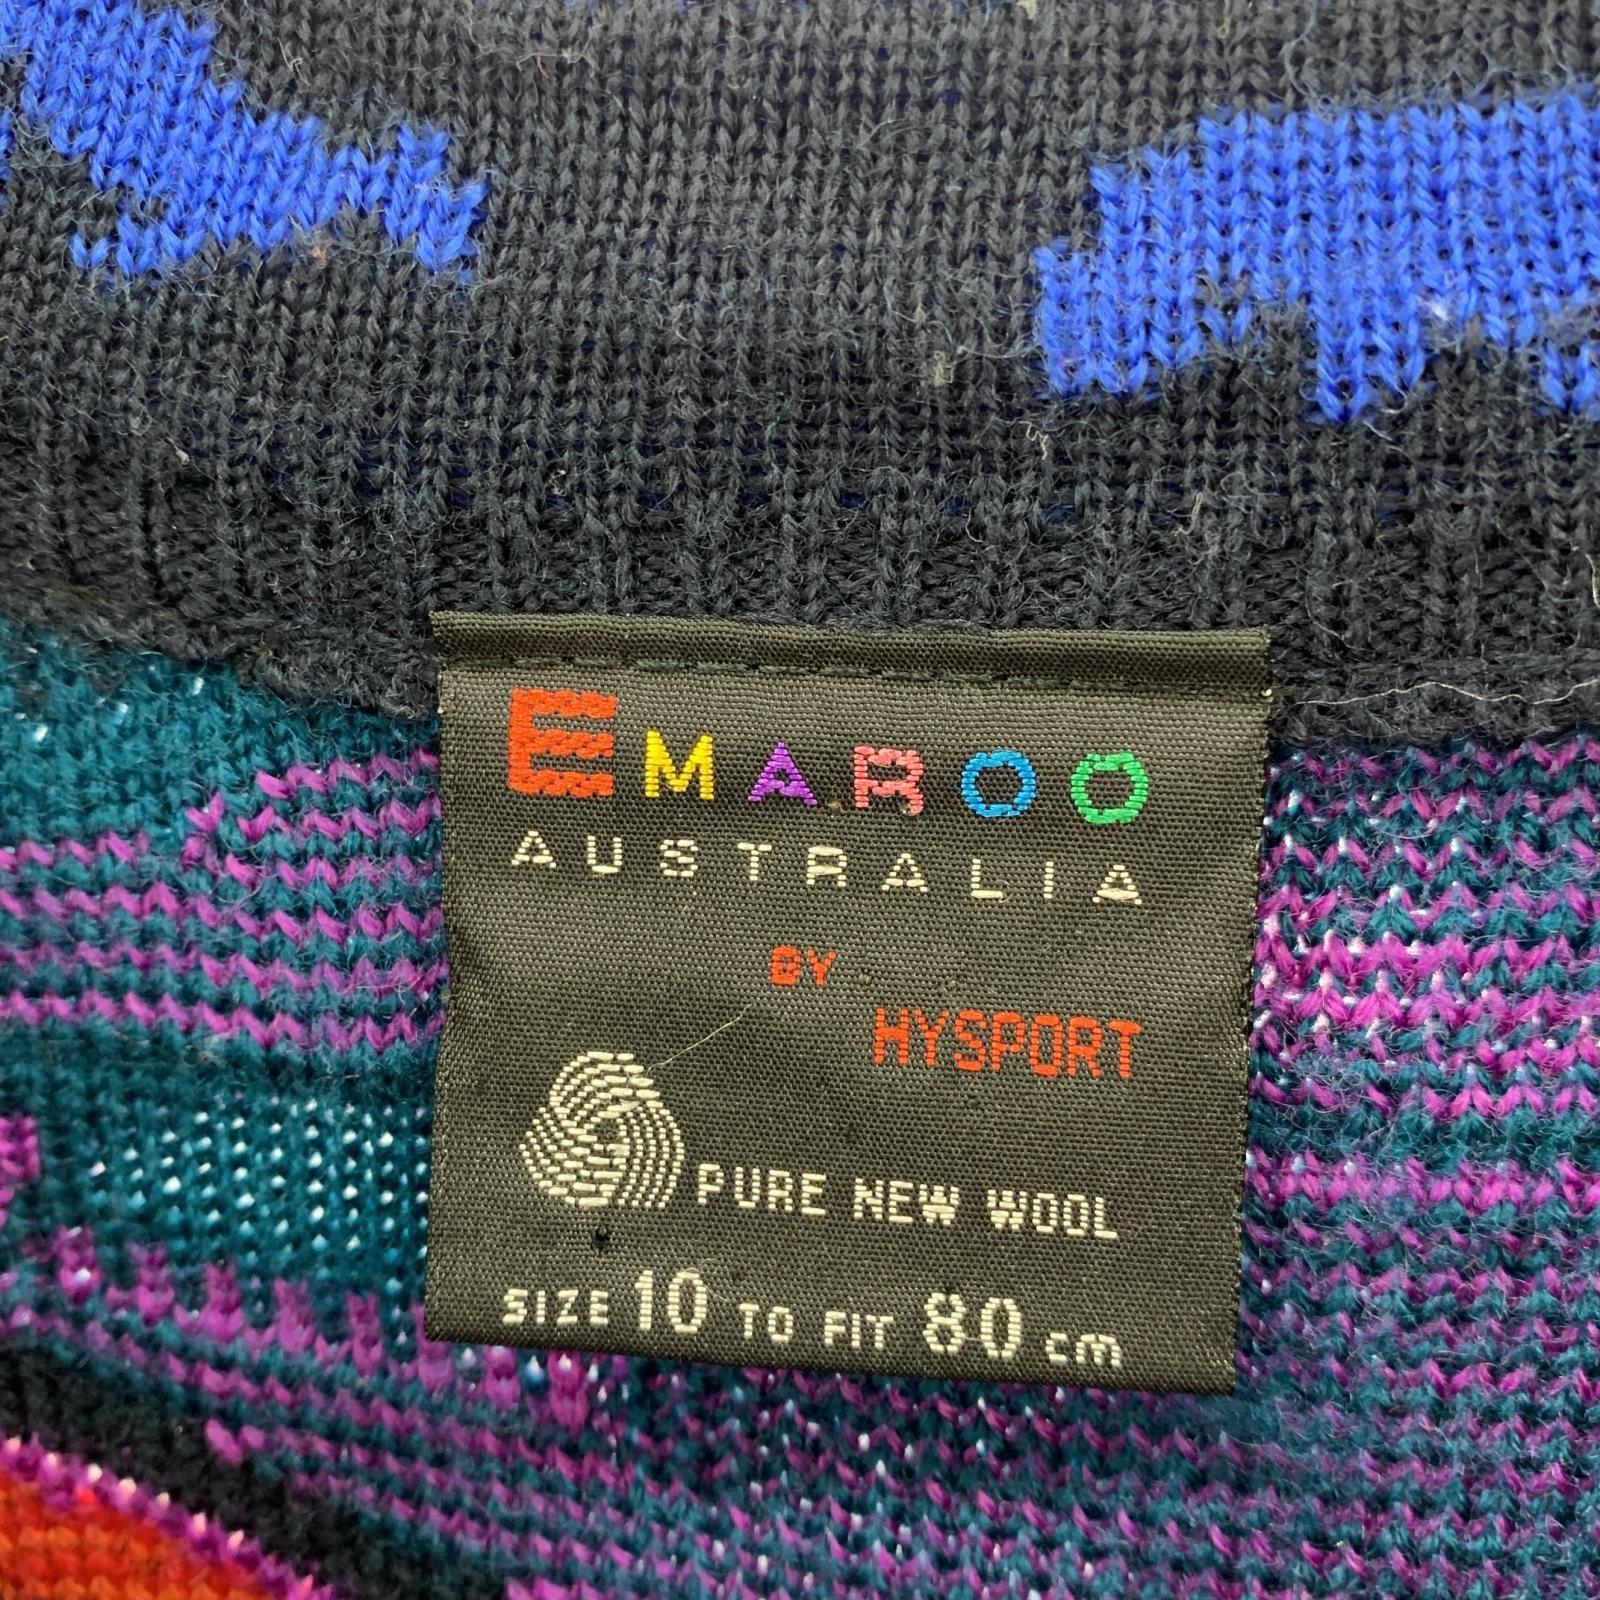 EMAROO
AUSTRALIA
BY
HYSPORT
PURE NEW WOOL
SIZE 10 TO FIT 80 cm